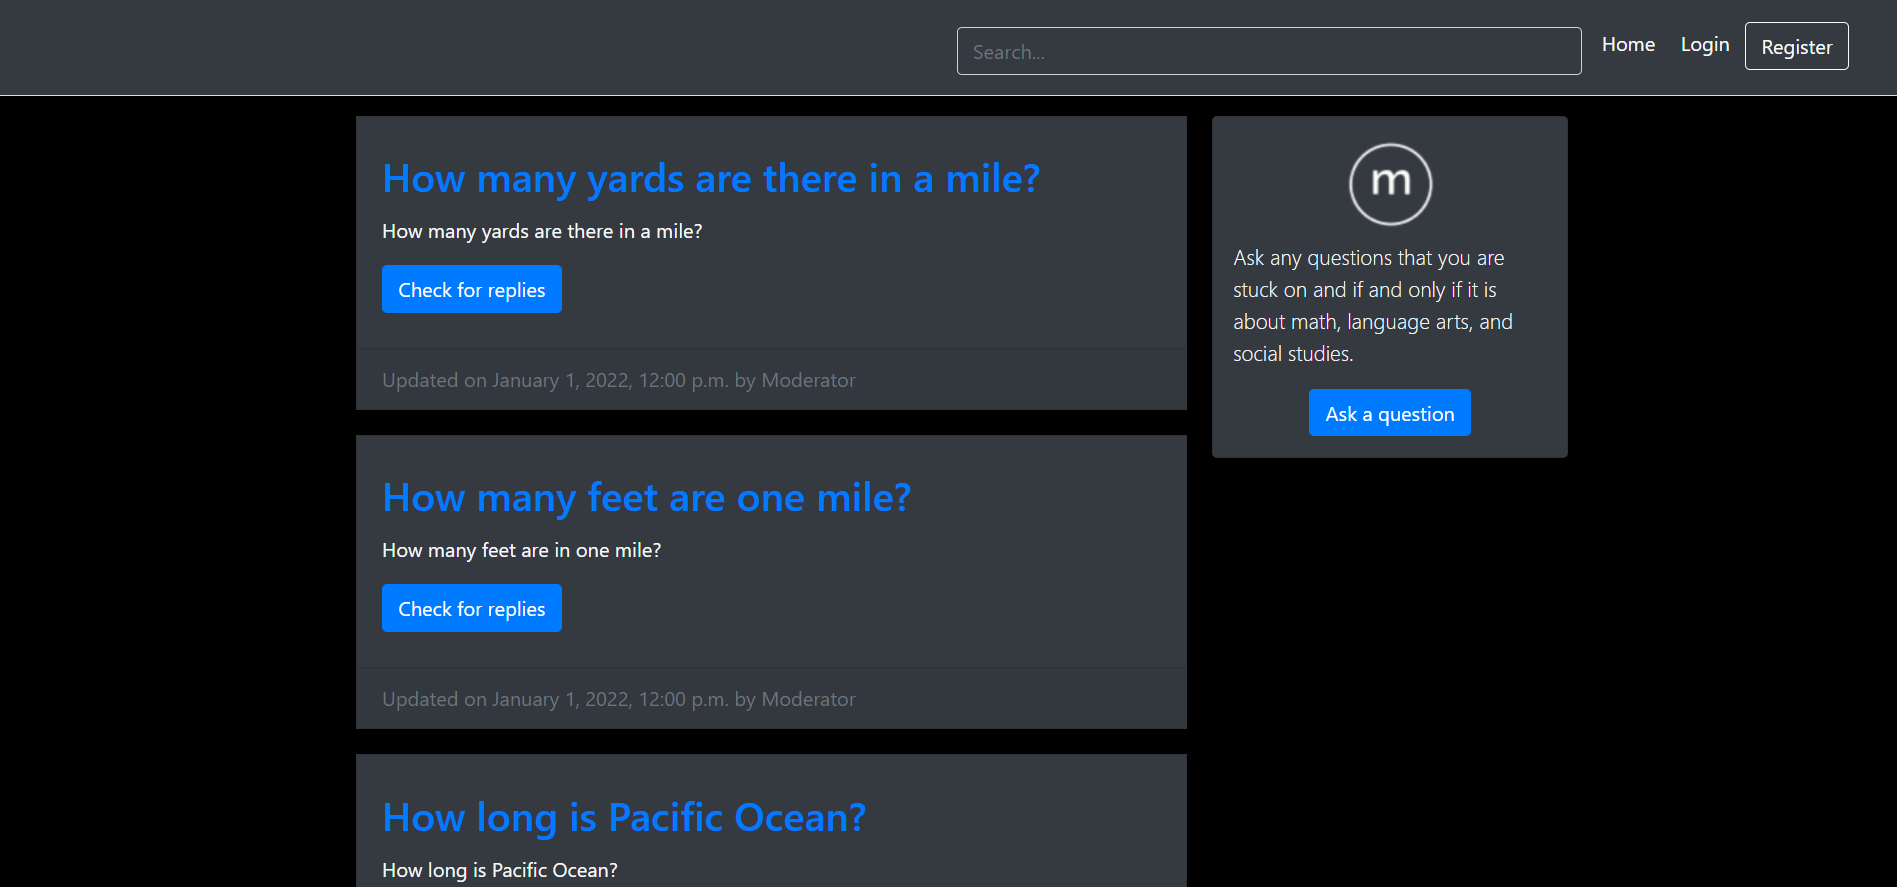 Search...
Home
Login
Register
How many yards are there in a mile?
How many yards are there in a mile?
Check for replies
Updated on January 1, 2022, 12:00 p.m. by Moderator
How many feet are one mile?
How many feet are in one mile?
Check for replies
Updated on January 1, 2022, 12:00 p.m. by Moderator
How long is Pacific Ocean?
How long is Pacific Ocean?
m
Ask any questions that you are
stuck on and if and only if it is
about math, language arts, and
social studies.
Ask a question